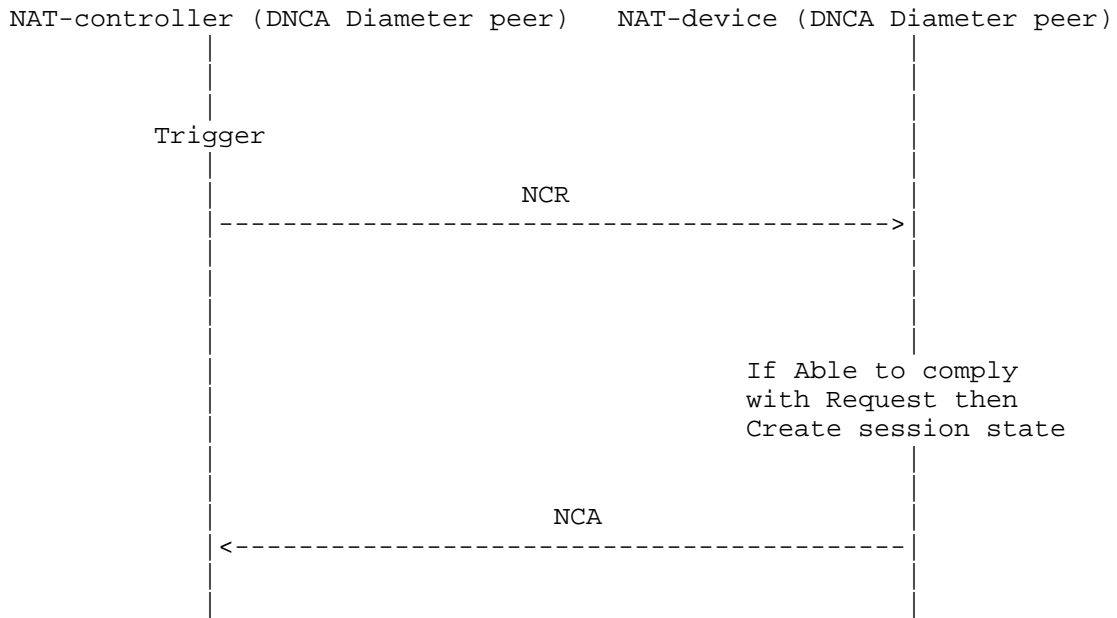 NAT-controller (DNCA Diameter peer)   NAT-device (DNCA Diameter peer)
Trigger
NCR
If Able to comply
with Request then
Create session state
NCA